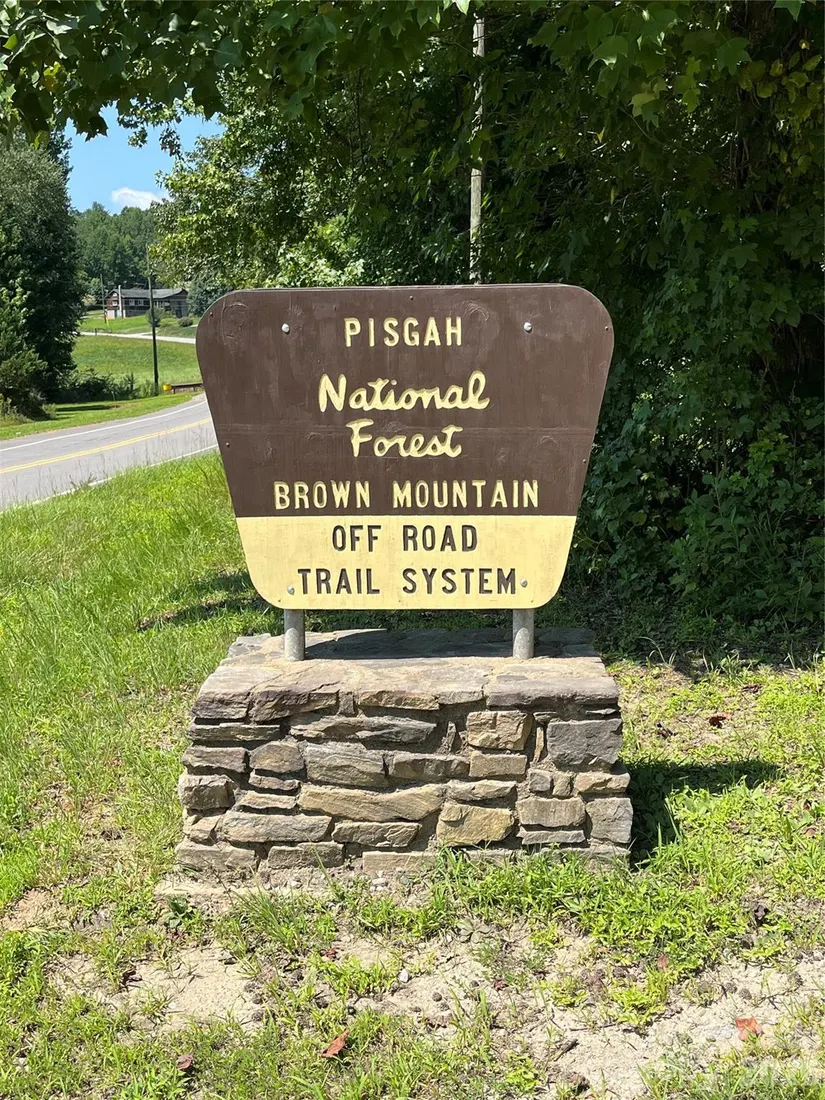 PISGAH
National
Forest
BROWN MOUNTAIN
OFF ROAD
TRAIL SYSTEM